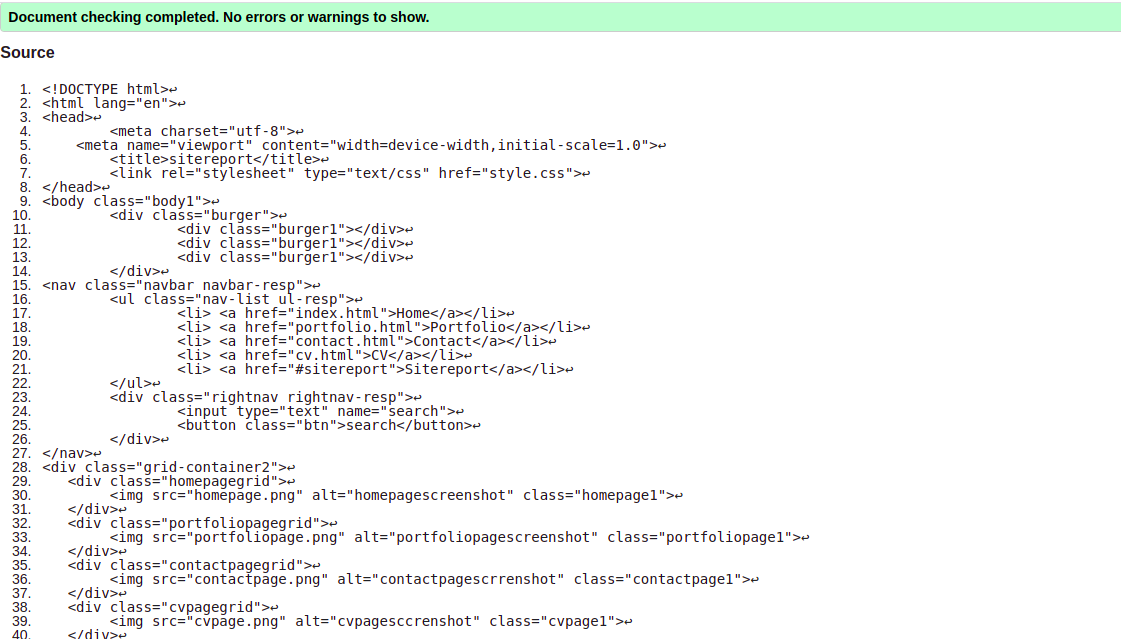 Document checking completed. No errors or warnings to show.
Source
1. <!DOCTYPE html>↩
2. <html lang="en">↩
3. <head>↩
4. <meta charset="utf-8">↩
5. <meta name="viewport" content="width=device-width,initial-scale=1.0">↩
6. <title>sitereport</title>↩
7. <link rel="stylesheet" type="text/css" href="style.css">↩
8. </head>↩
9. <body class="body1">↩
10. <div class="burger">↩
11. <div class="burger1"></div>↩
12. <div class="burger1"></div>↩
13. <div class="burger1"></div>↩
14. </div>↩
15. <nav class="navbar navbar-resp">↩
16. <ul class="nav-list ul-resp">↩
17. <li> <a href="index.html">Home</a></li>↩
18. <li> <a href="portfolio.html">Portfolio</a></li>↩
19. <li> <a href="contact.html">Contact</a></li>↩
20. <li> <a href="cv.html">CV</a></li>↩
21. <li> <a href="#sitereport">Sitereport</a></li>↩
22. </ul>↩
23. <div class="rightnav rightnav-resp">↩
24. <input type="text" name="search">↩
25. <button class="btn">search</button>↩
26. </div>↩
27. </nav>↩
28. <div class="grid-container2">↩
29. <div class="homepagegrid">↩
30. <img src="homepage.png" alt="homepagescreenshot" class="homepage1">↩
31. </div>↩
32. <div class="portfoliopagegrid">↩
33. <img src="portfoliopage.png" alt="portfoliopagescreenshot" class="portfoliopage1">↩
34. </div>↩
35. <div class="contactpagegrid">↩
36. <img src="contactpage.png" alt="contactpagescrrenshot" class="contactpage1">↩
37. </div>↩
38. <div class="cvpagegrid">↩
39. <img src="cvpage.png" alt="cvpagesccrenshot" class="cvpage1">↩
40. </div>↩